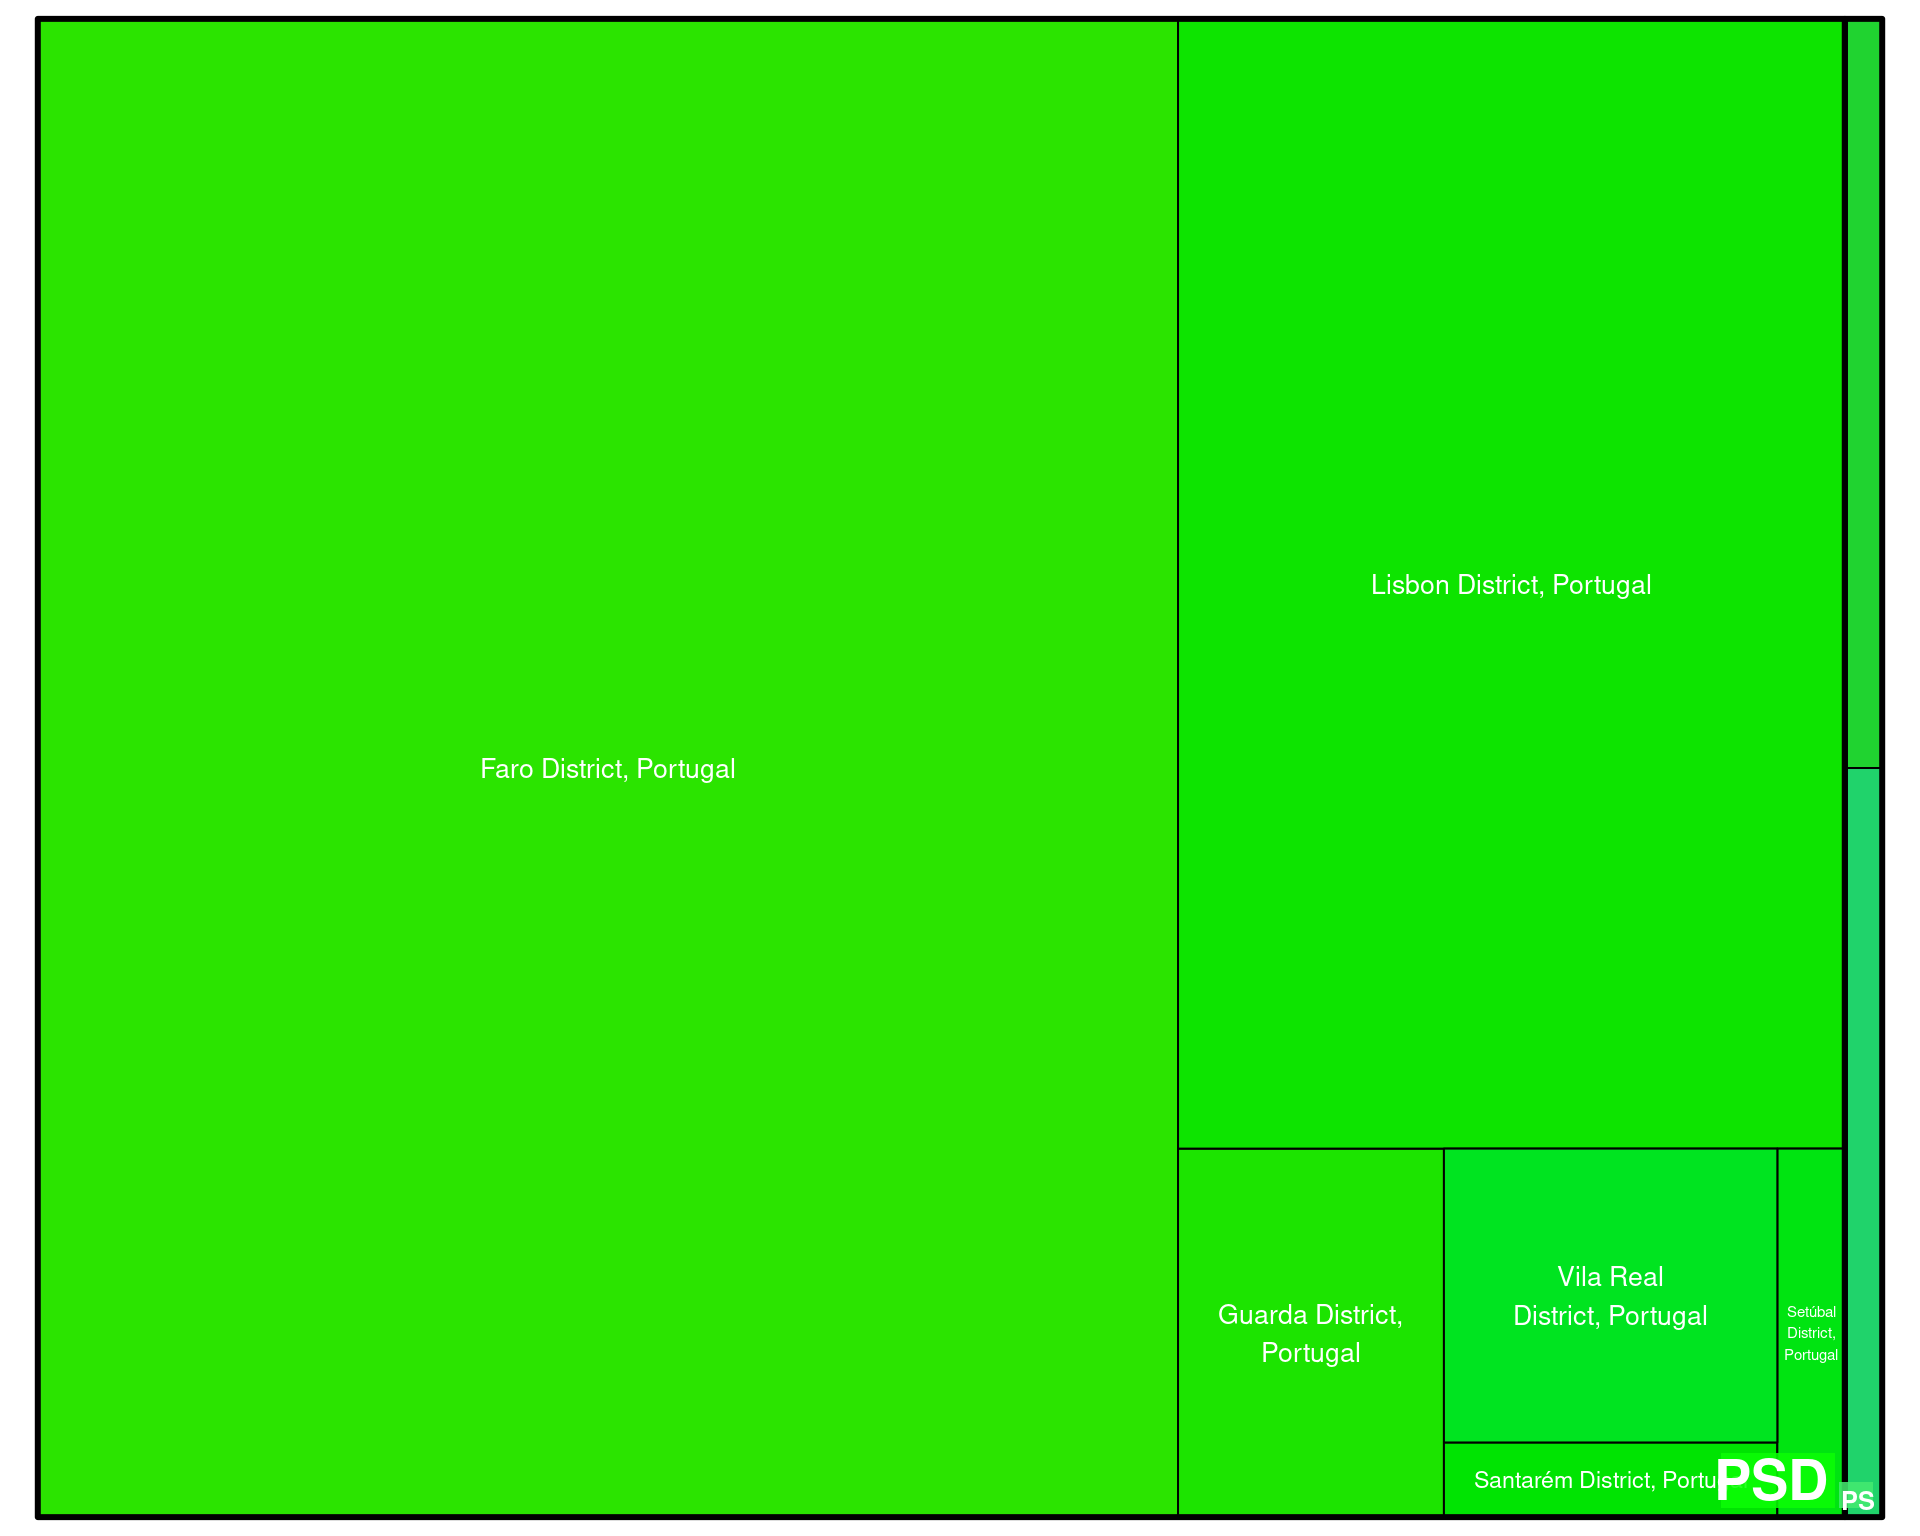 Faro District, Portugal
Lisbon District, Portugal
Guarda District,
Portugal
Vila Real
District, Portugal
Setúbal
District,
Portugal
Santarém District,
PSD
PS